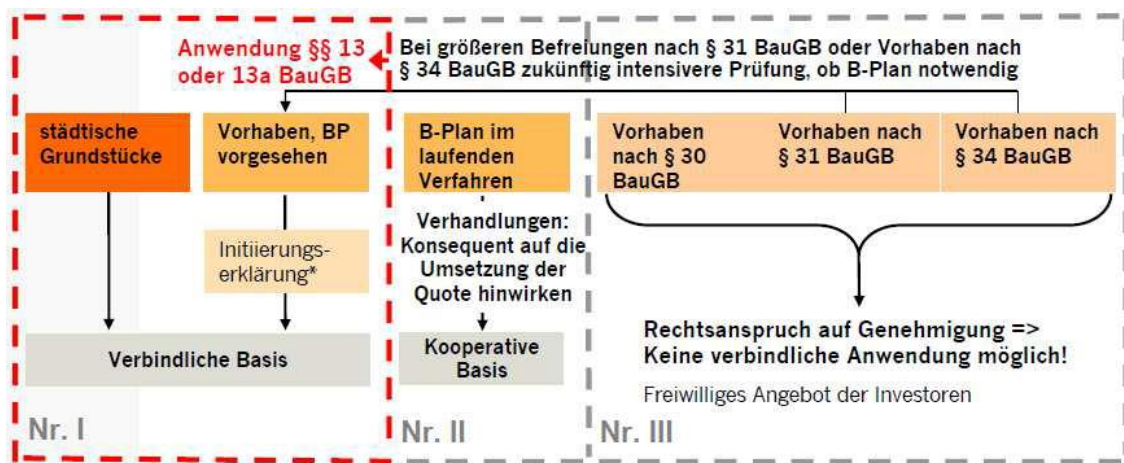 Anwendung §§ 13
oder 13a BauGB
Bei größeren Befreiungen nach § 31 BauGB oder Vorhaben nach
§ 34 BauGB zukünftig intensivere Prüfung, ob B-Plan notwendig
städtische
Grundstücke
Vorhaben, BP
vorgesehen
B-Plan im
laufenden
Verfahren
Vorhaben
nach § 30
BauGB
Vorhaben nach
§ 31 BauGB
Vorhaben nach
§ 34 BauGB
Initiierungs-
erklärung*
Verhandlungen:
Konsequent auf die
Umsetzung der
Quote hinwirken
Verbindliche Basis
Kooperative
Basis
Rechtsanspruch auf Genehmigung =>
Keine verbindliche Anwendung möglich!
Freiwilliges Angebot der Investoren
Nr. I
Nr. II
Nr. III